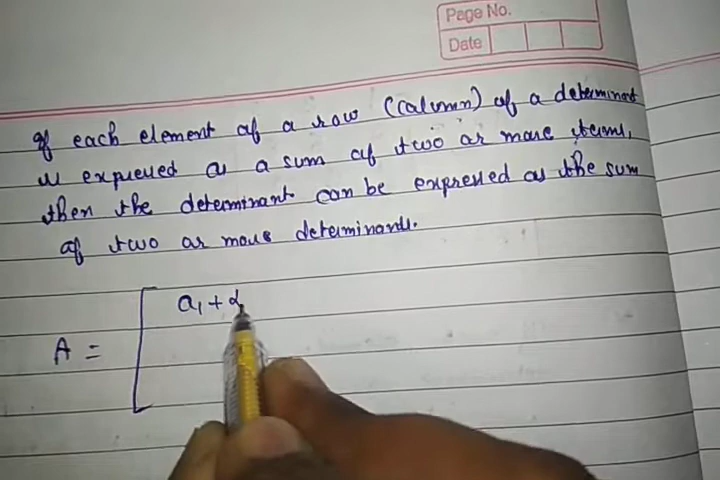 Page No.
Date
If each element of a row (column) of a determinant
is expressed as a sum of two or more terms,
then the determinant can be expressed as the sum
of two or more determinants.
A = [ a₁ + α